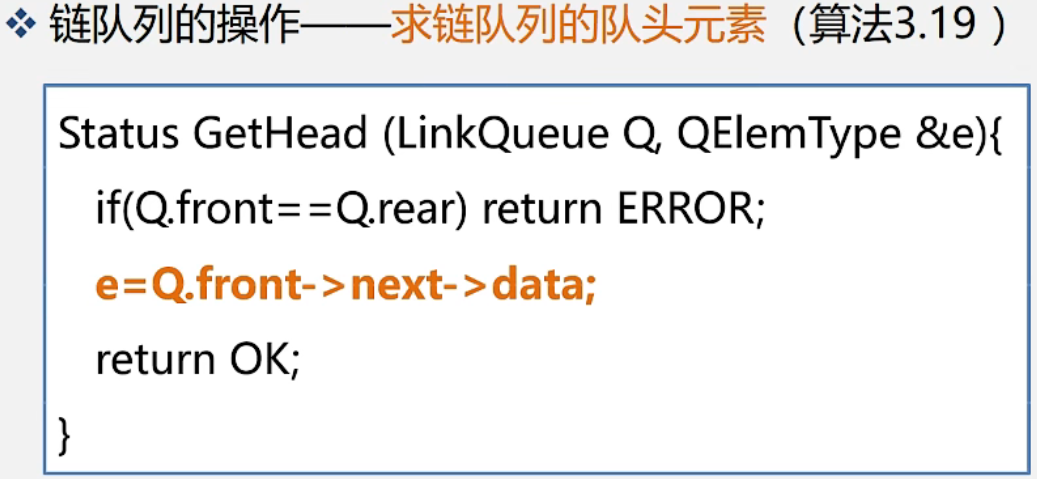 ❖ 链队列的操作——求链队列的队头元素（算法3.19 ）
Status GetHead (LinkQueue Q, QElemType &e){
if(Q.front==Q.rear) return ERROR;
e=Q.front->next->data;
return OK;
}